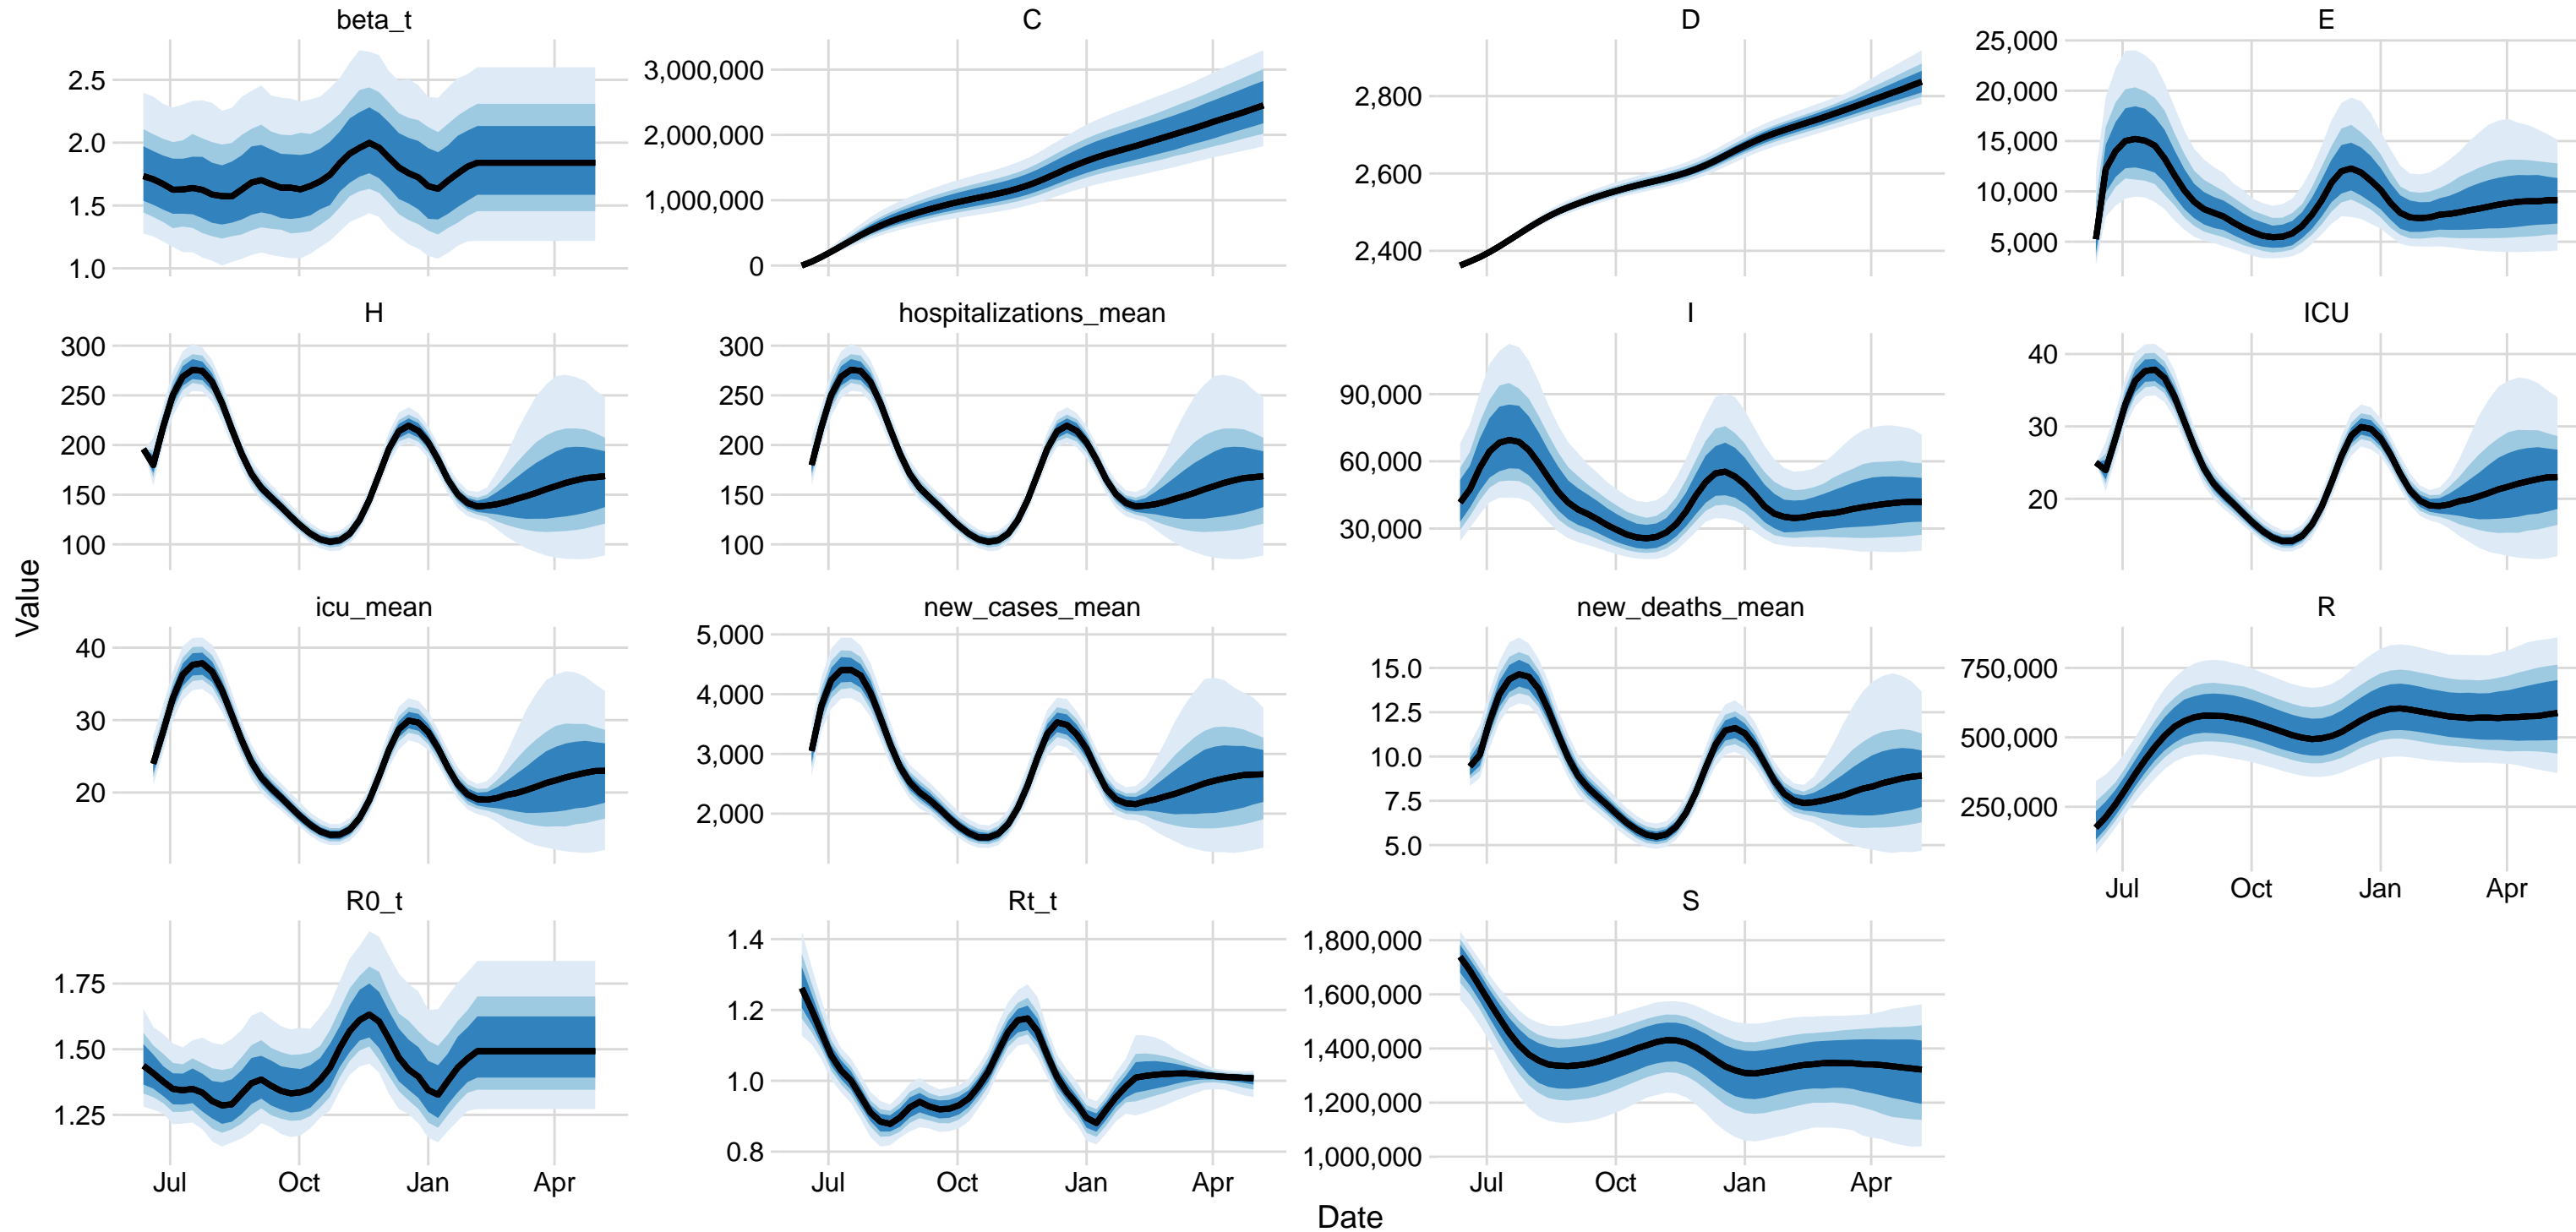 beta_t
C
D
E
2.5
2.0
1.5
1.0
3,000,000
2,000,000
1,000,000
0
2,800
2,600
2,400
25,000
20,000
15,000
10,000
5,000
H
hospitalizations_mean
I
ICU
300
250
200
150
100
300
250
200
150
100
90,000
60,000
30,000
40
30
20
Value
icu_mean
new_cases_mean
new_deaths_mean
R
40
30
20
5,000
4,000
3,000
2,000
15.0
12.5
10.0
7.5
5.0
750,000
500,000
250,000
Jul Oct Jan Apr
R0_t
Rt_t
S
1.75
1.50
1.25
1.4
1.2
1.0
0.8
1,800,000
1,600,000
1,400,000
1,200,000
1,000,000
Jul Oct Jan Apr
Jul Oct Jan Apr
Jul Oct Jan Apr
Date